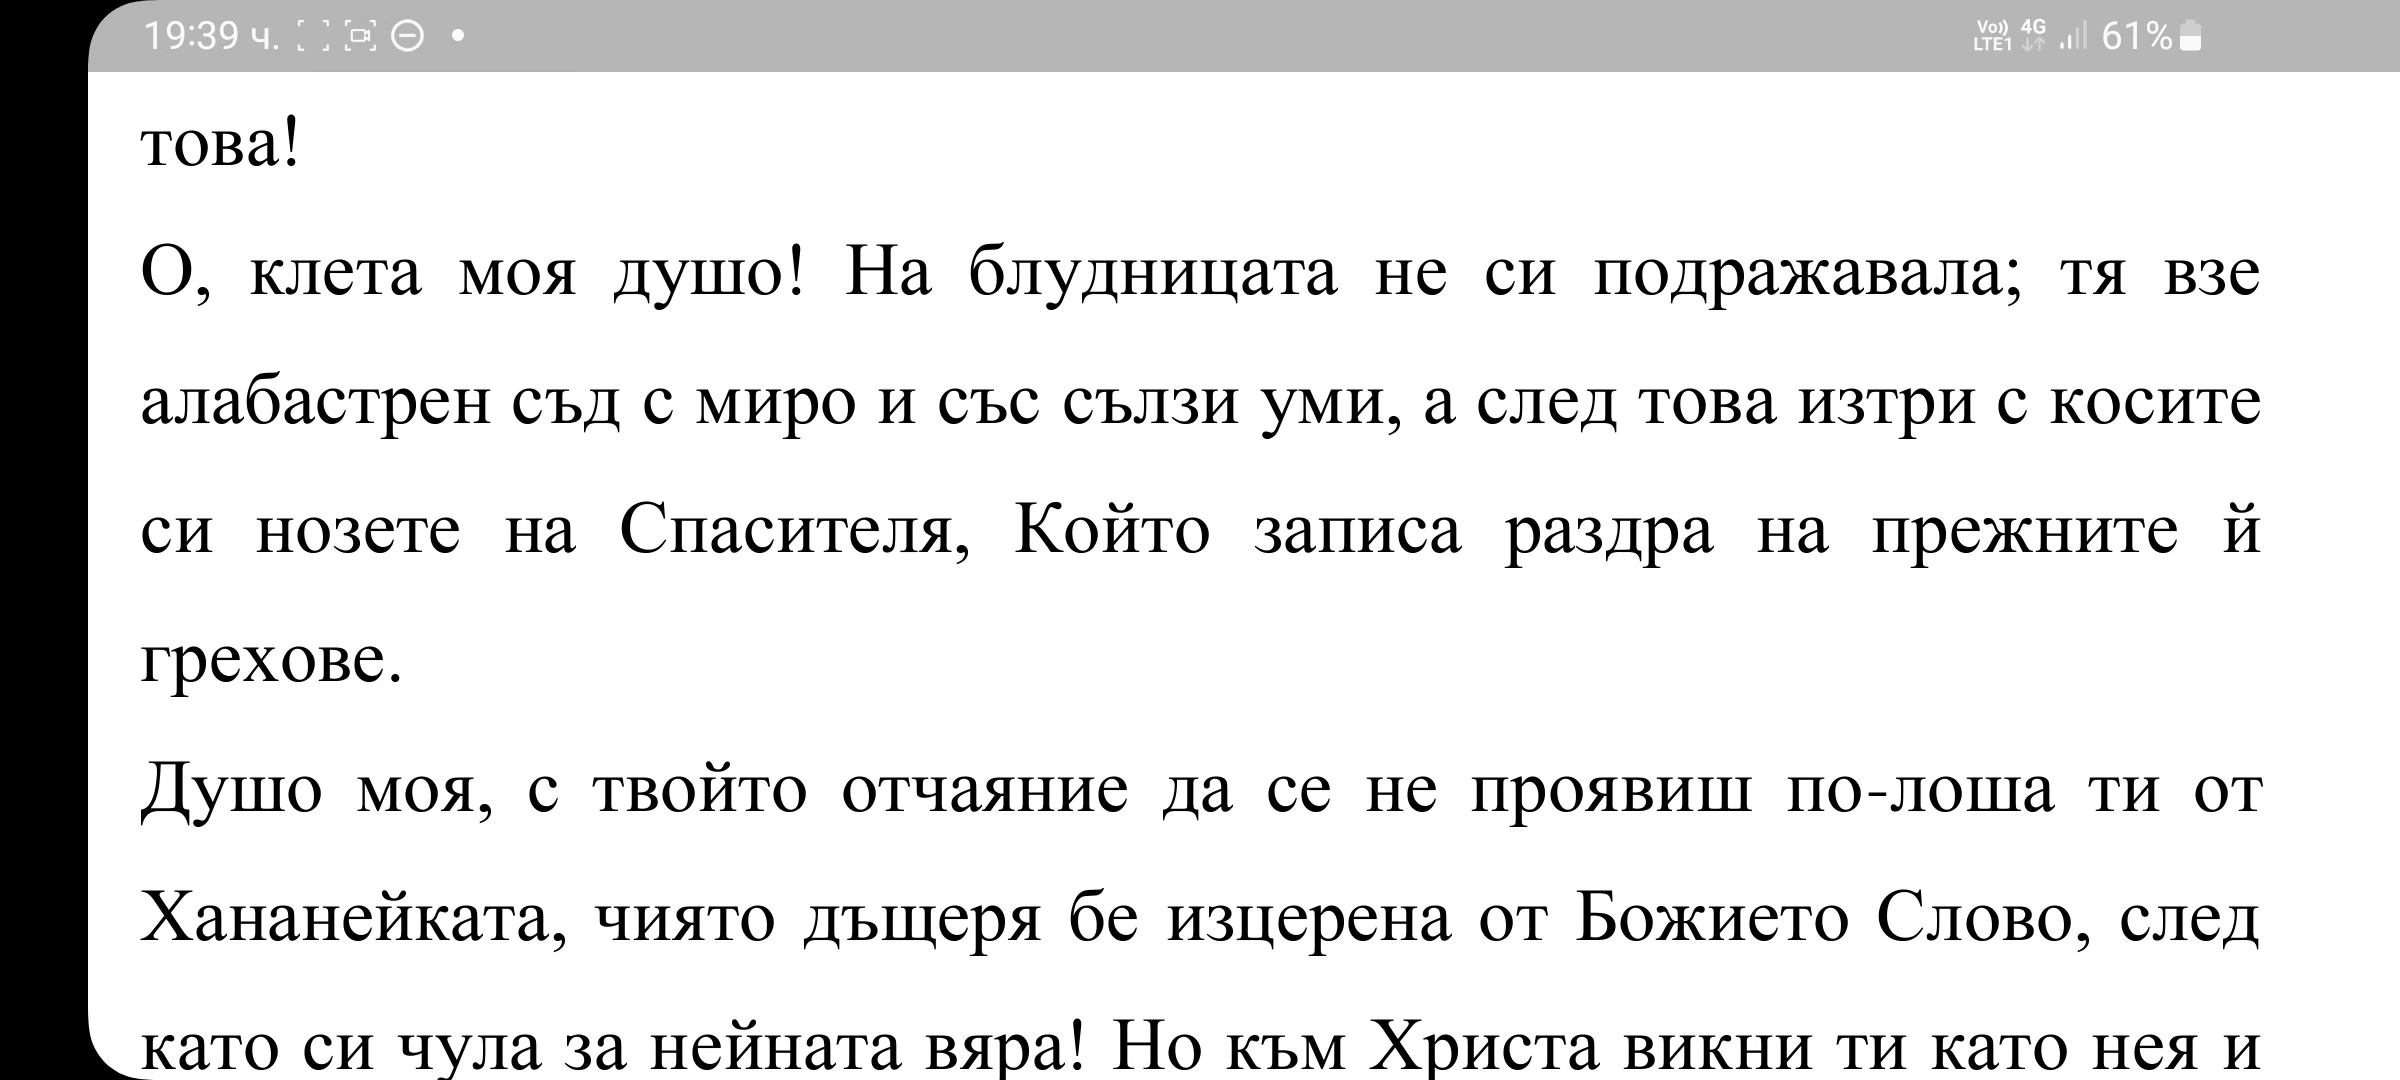 19:39 ч.
Vo)) LTE1 4G 61%
това!
О, клета моя душо! На блудницата не си подражавала; тя взе
алабастрен съд с миро и със сълзи уми, а след това изтри с косите
си нозете на Спасителя, Който записа раздра на прежните й
грехове.
Душо моя, с твойто отчаяние да се не проявиш по-лоша ти от
Хананейката, чиято дъщеря бе изцерена от Божието Слово, след
като си чула за нейната вяра! Но към Христа викни ти като нея и